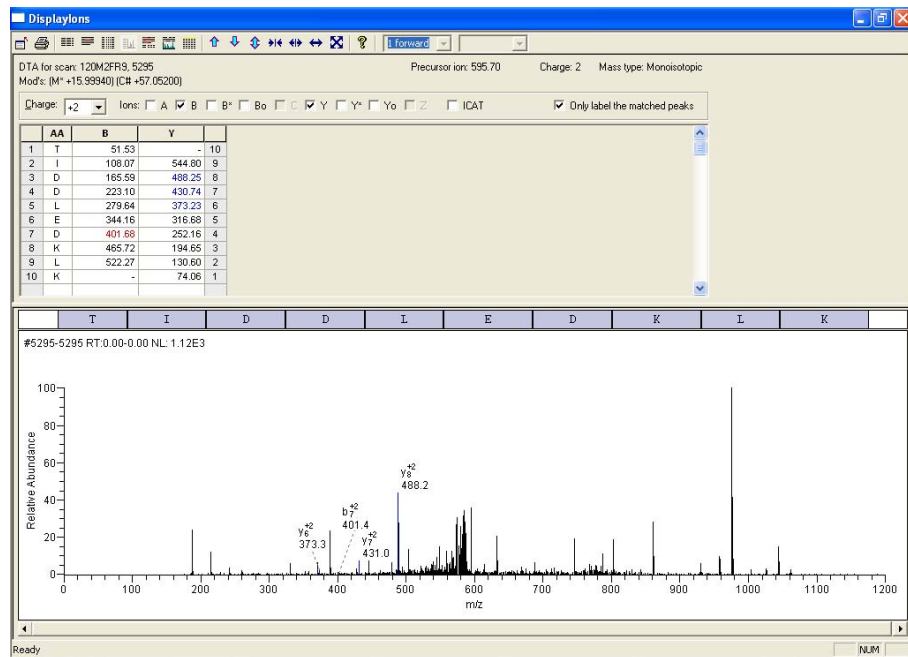 DisplayIons
1 forward
DTA for scan: 120M2FR9, 5295 Precursor ion: 595.70 Charge: 2 Mass type: Monoisotopic
Mod's: (M* +15.99940) (C# +57.05200)
Charge: +2 Ions: A B B* Bo C Y Y* Yo Z ICAT Only label the matched peaks
AA B Y
1 T 51.53 - 10
2 I 108.07 544.80 9
3 D 165.59 488.25 8
4 D 223.10 430.74 7
5 L 279.64 373.23 6
6 E 344.16 316.68 5
7 D 401.68 252.16 4
8 K 465.72 194.65 3
9 L 522.27 130.60 2
10 K - 74.06 1
T I D D L E D K L K
#5295-5295 RT:0.00-0.00 NL: 1.12E3
100
80
60
40
20
0
Relative Abundance
y8+2
488.2
b7+2
401.4
y6+2
373.3
y7+2
431.0
0 100 200 300 400 500 600 700 800 900 1000 1100 1200
m/z
Ready NUM